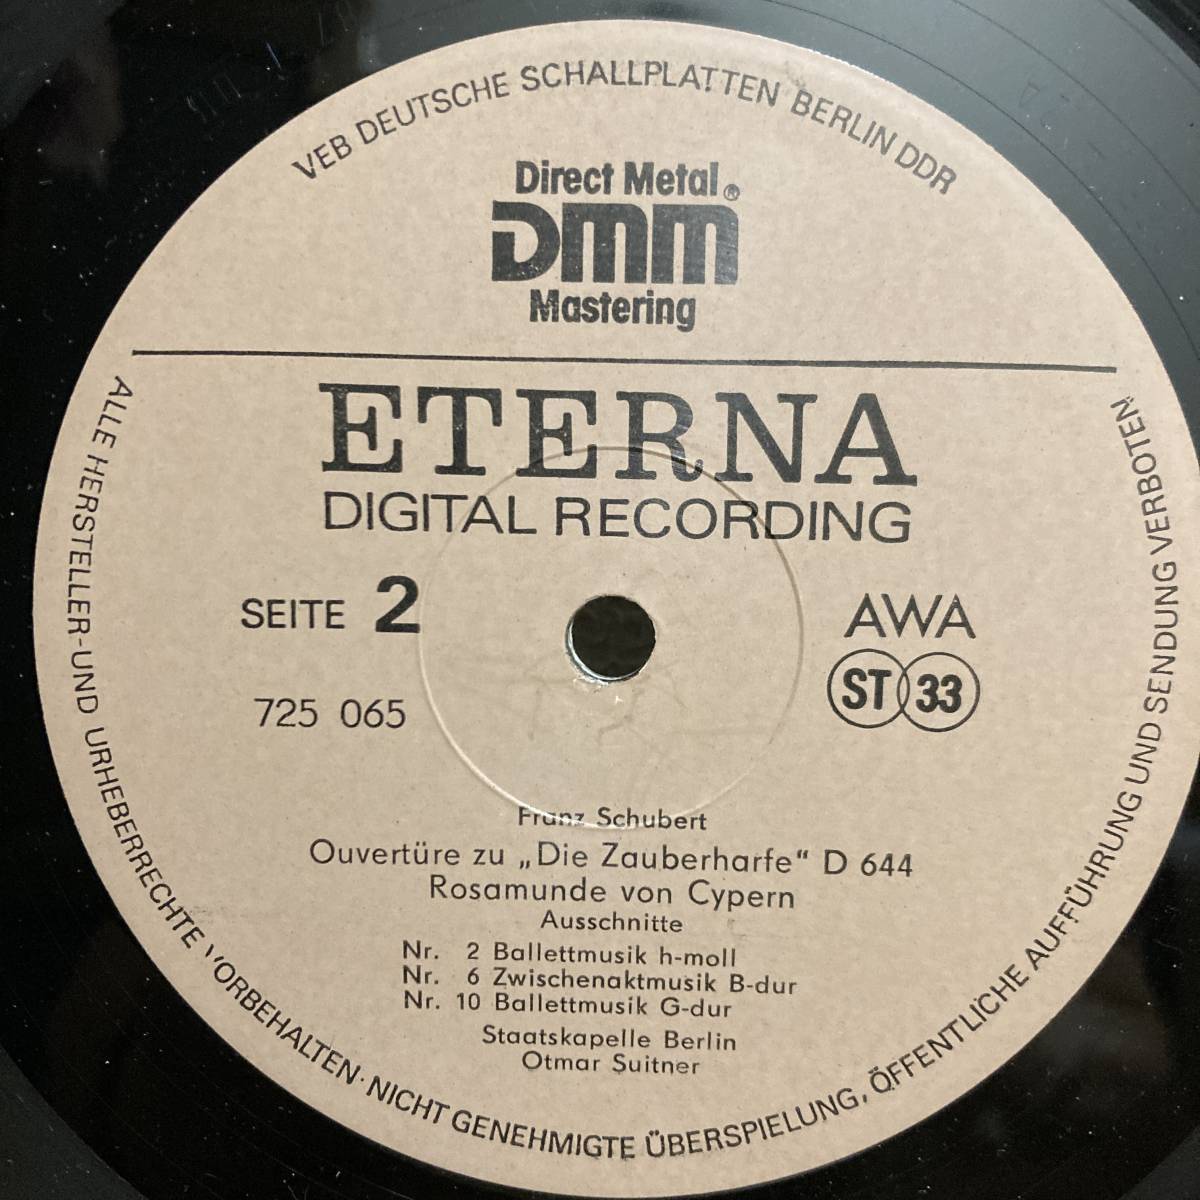 VEB DEUTSCHE SCHALLPLATTEN BERLIN DDR
Direct Metal®
DMM
Mastering
ETERNA
DIGITAL RECORDING
SEITE 2
AWA
725 065
ST 33
Franz Schubert
Ouvertüre zu „Die Zauberharfe“ D 644
Rosamunde von Cypern
Ausschnitte
Nr. 2 Ballettmusik h-moll
Nr. 6 Zwischenaktmusik B-dur
Nr. 10 Ballettmusik G-dur
Staatskapelle Berlin
Otmar Suitner
ALLE HERSTELLER-UND URHEBERRECHTE VORBEHALTEN · NICHT GENEHMIGTE ÜBERSPIELUNG, ÖFFENTLICHE AUFFÜHRUNG UND SENDUNG VERBOTEN.